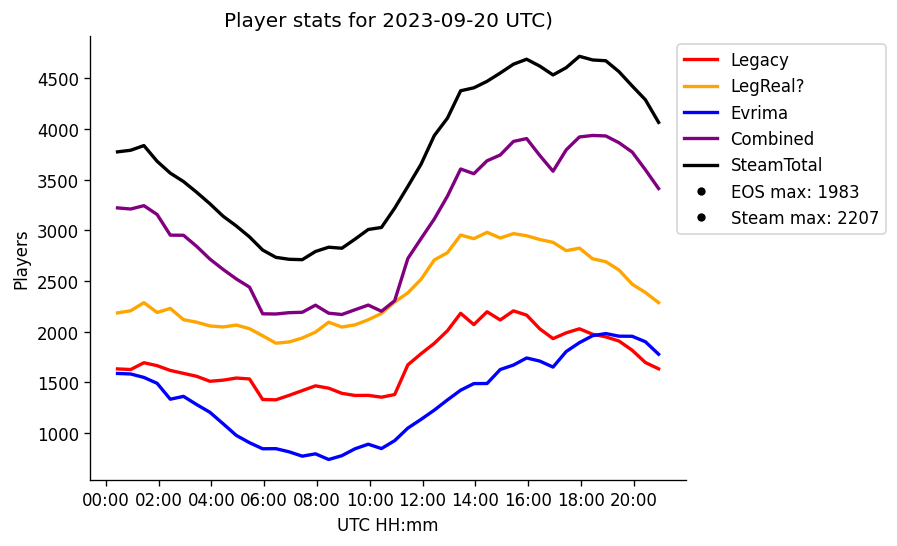 Player stats for 2023-09-20 UTC)
Legacy
LegReal?
Evrima
Combined
SteamTotal
EOS max: 1983
Steam max: 2207
Players
4500
4000
3500
3000
2500
2000
1500
1000
00:00 02:00 04:00 06:00 08:00 10:00 12:00 14:00 16:00 18:00 20:00
UTC HH:mm